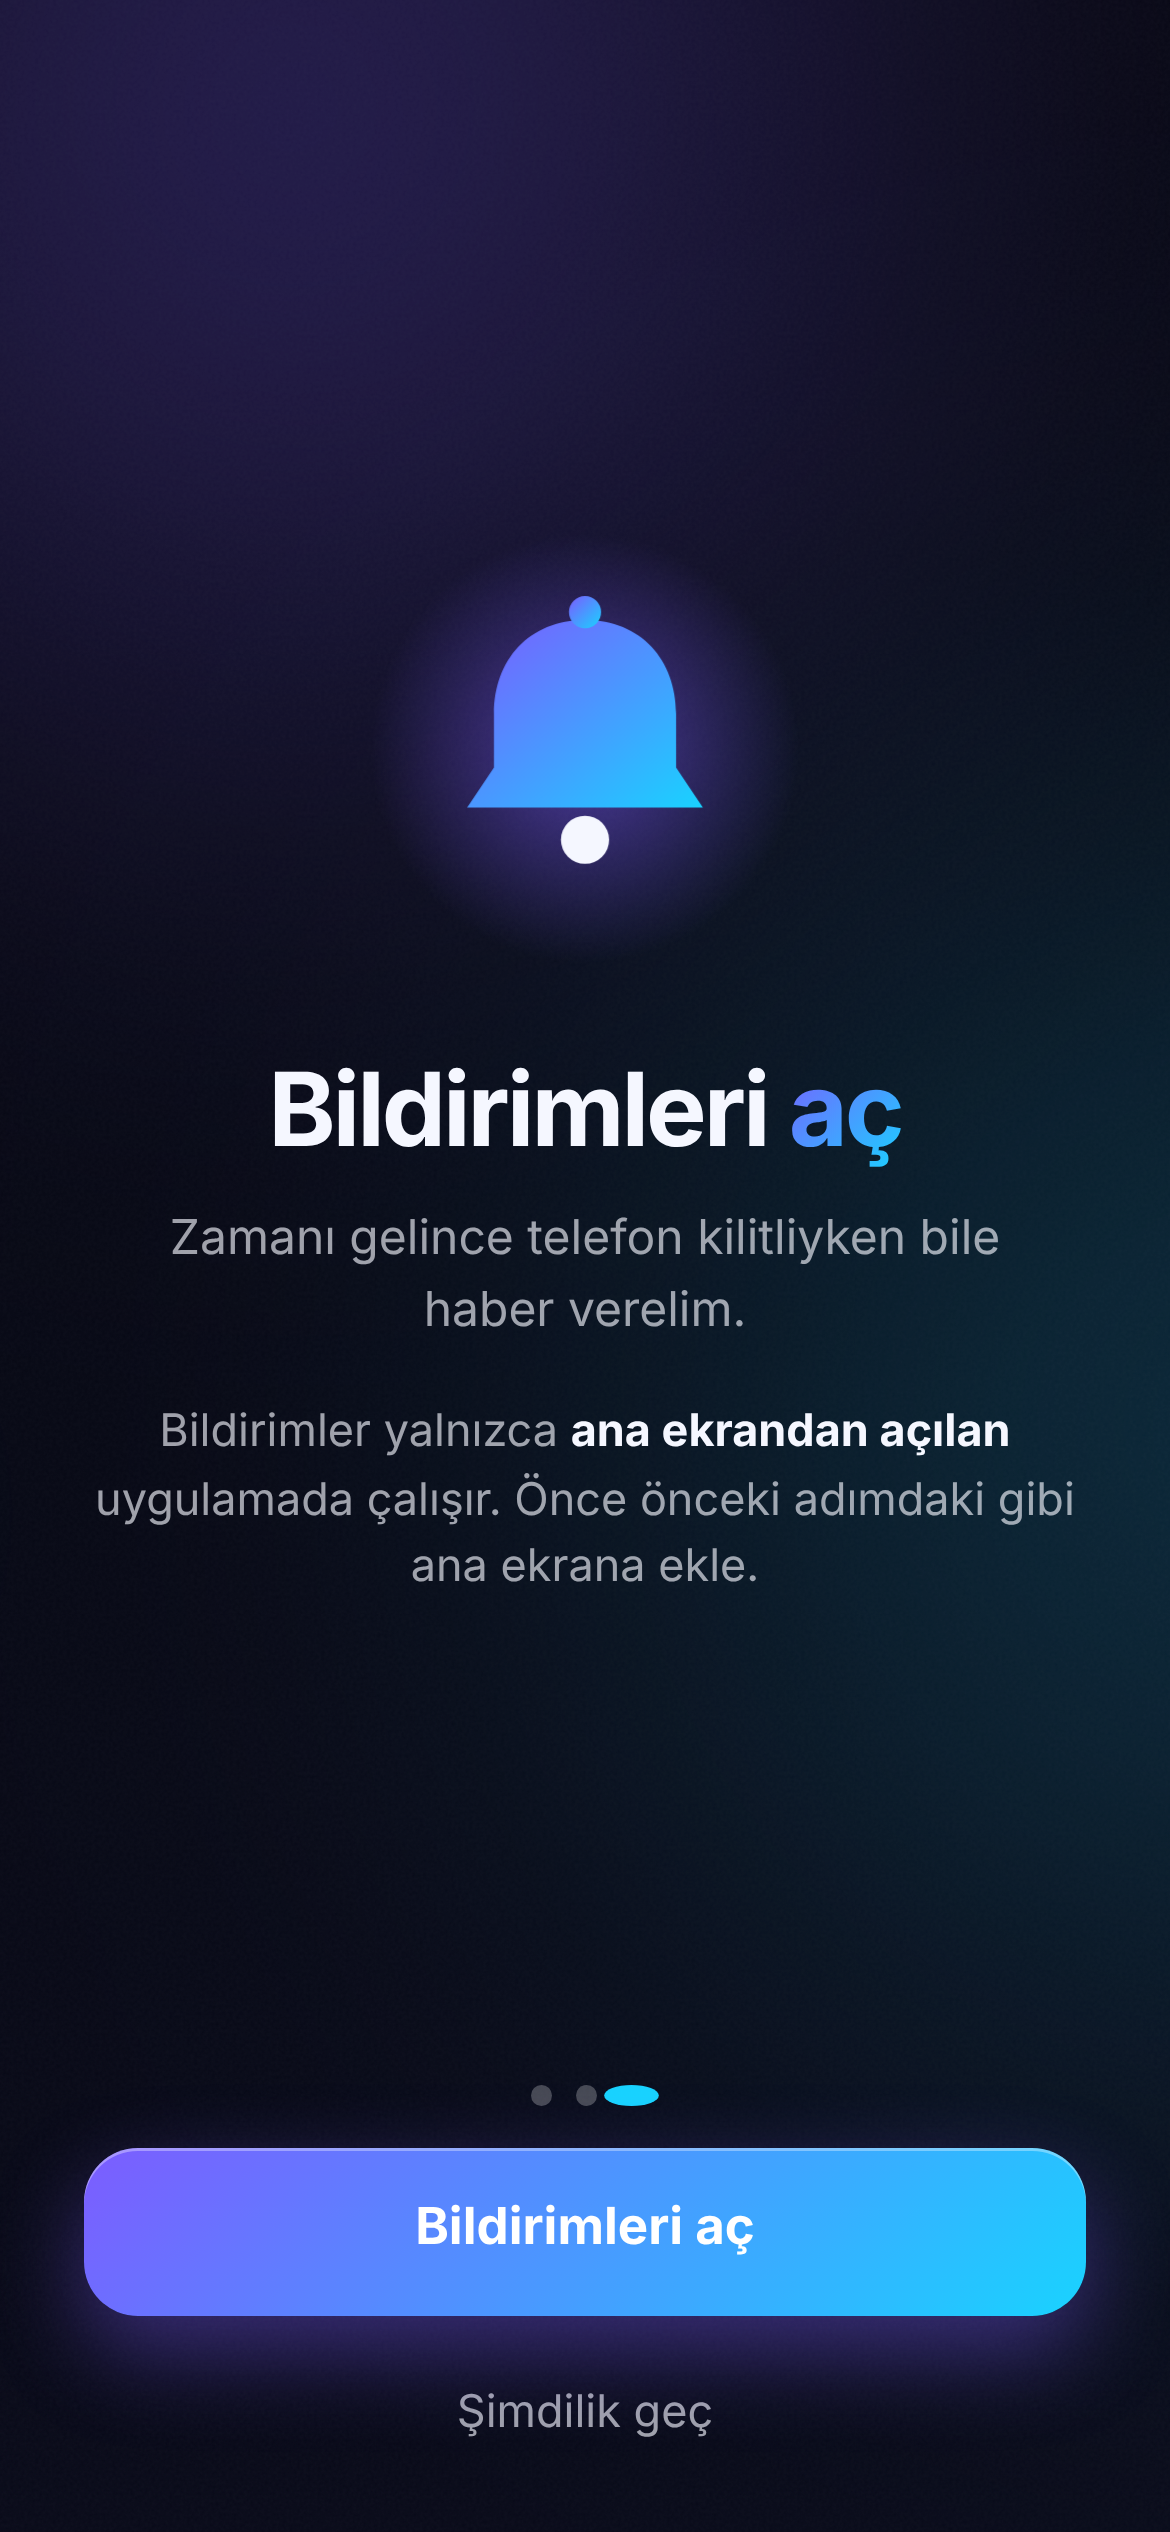 Bildirimleri aç
Zamanı gelince telefon kilitliyken bile
haber verelim.
Bildirimler yalnızca ana ekrandan açılan
uygulamada çalışır. Önce önceki adımdaki gibi
ana ekrana ekle.
Bildirimleri aç
Şimdilik geç